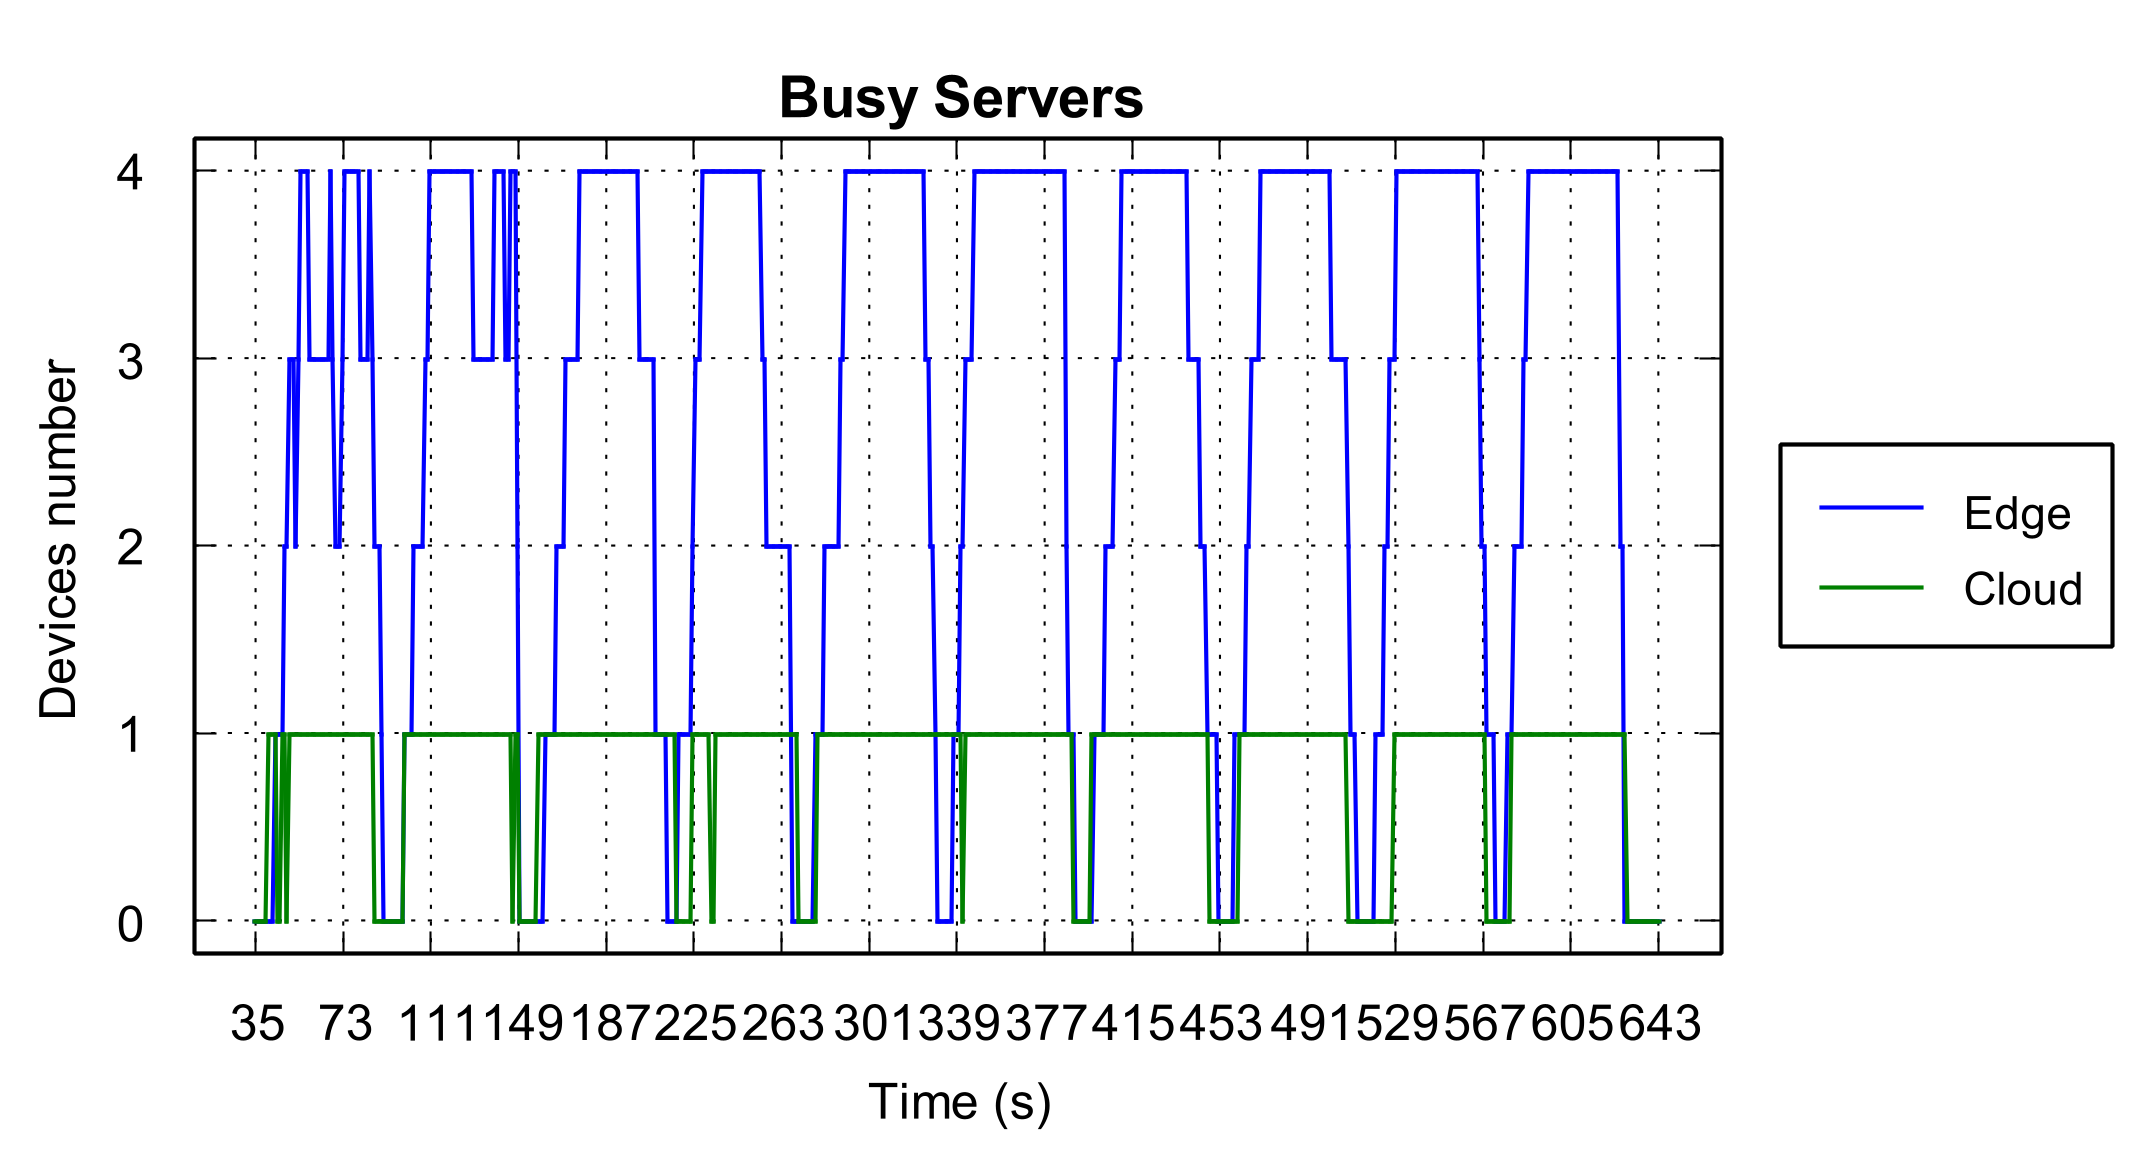 Busy Servers
4
3
2
1
0
Devices number
35 73 111 149 187 225 263 301 339 377 415 453 491 529 567 605 643
Time (s)
Edge
Cloud